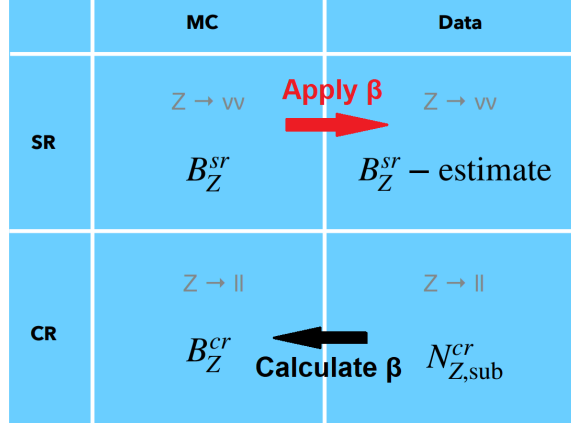 MC Data
SR
Z → νν
Apply β
Z → νν
B_Z^{sr}
B_Z^{sr} – estimate
CR
Z → ll
Z → ll
B_Z^{cr}
Calculate β
N_{Z,sub}^{cr}